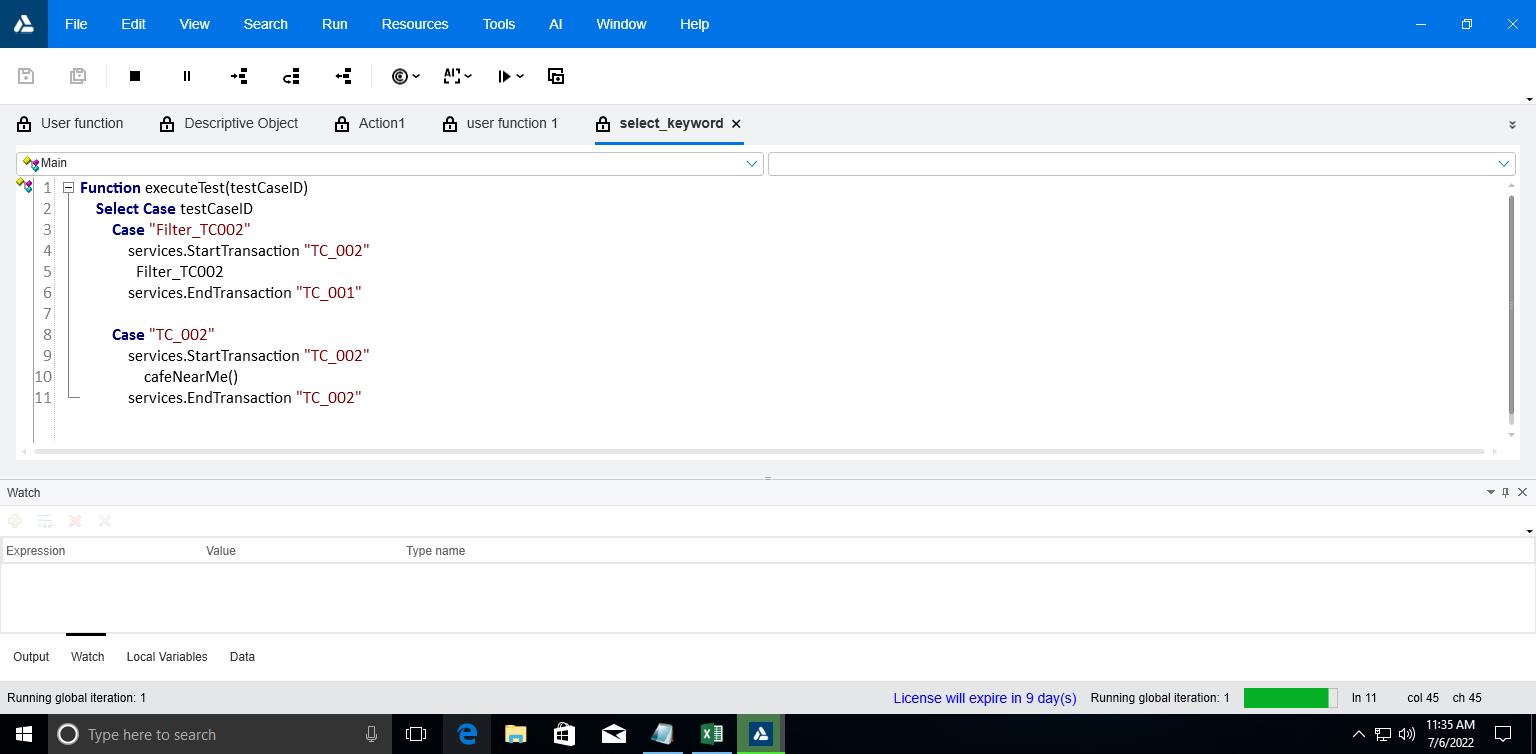 File Edit View Search Run Resources Tools AI Window Help
AI
User function Descriptive Object Action1 user function 1 select_keyword
Main
1 Function executeTest(testCaseID)
2 Select Case testCaseID
3 Case "Filter_TC002"
4 services.StartTransaction "TC_002"
5 Filter_TC002
6 services.EndTransaction "TC_001"
7
8 Case "TC_002"
9 services.StartTransaction "TC_002"
10 cafeNearMe()
11 services.EndTransaction "TC_002"
Watch
Expression Value Type name
Output Watch Local Variables Data
Running global iteration: 1 License will expire in 9 day(s) Running global iteration: 1 ln 11 col 45 ch 45
Type here to search 11:35 AM
7/6/2022